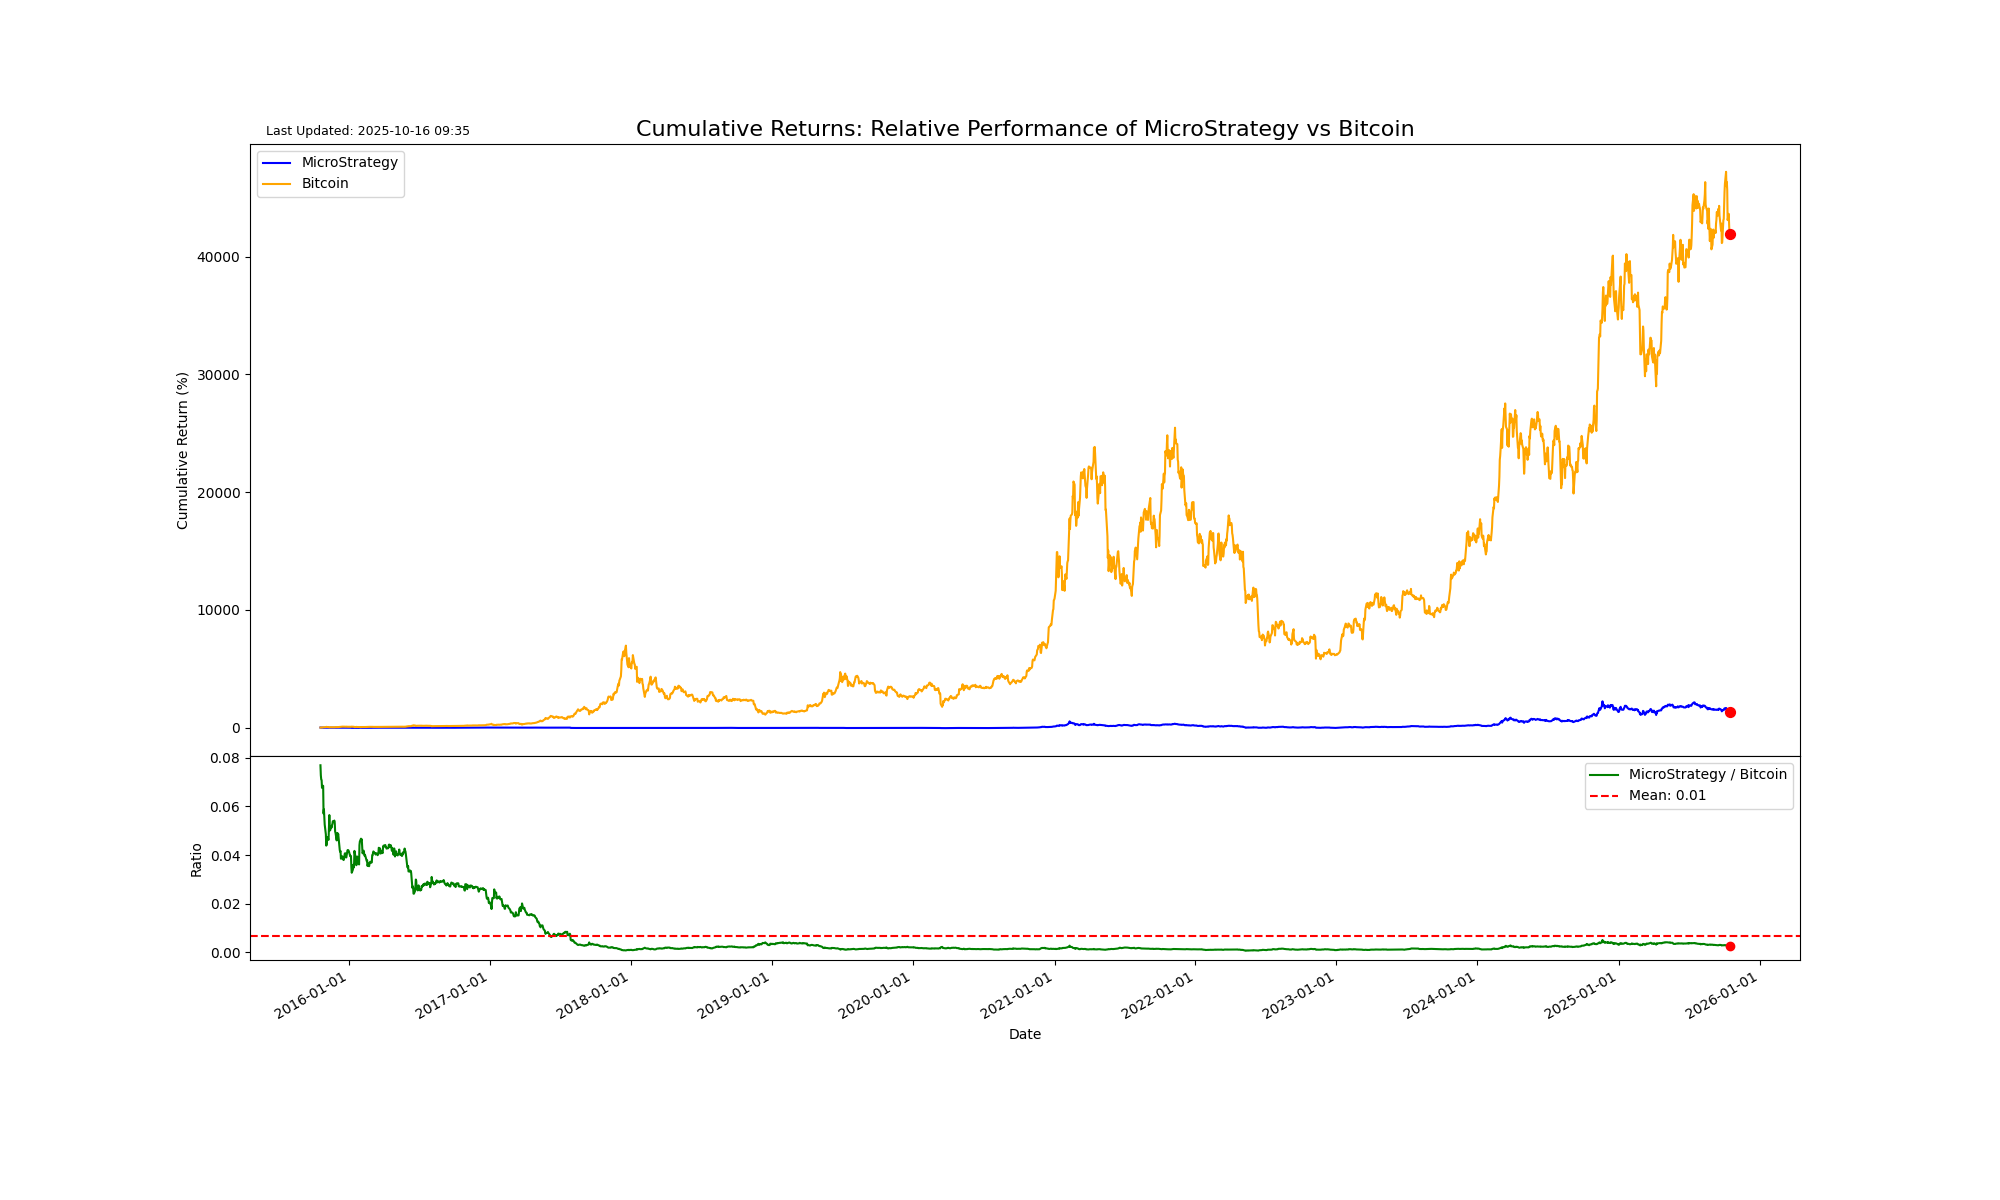 Last Updated: 2025-10-16 09:35
Cumulative Returns: Relative Performance of MicroStrategy vs Bitcoin
MicroStrategy
Bitcoin
Cumulative Return (%)
40000
30000
20000
10000
0
MicroStrategy / Bitcoin
Mean: 0.01
Ratio
0.08
0.06
0.04
0.02
0.00
2016-01-01
2017-01-01
2018-01-01
2019-01-01
2020-01-01
2021-01-01
2022-01-01
2023-01-01
2024-01-01
2025-01-01
2026-01-01
Date